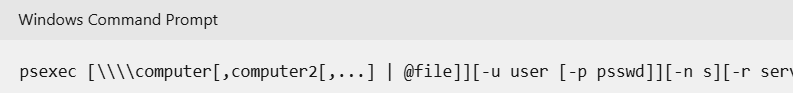 Windows Command Prompt
psexec [\\\\computer[,computer2[,...] | @file]][-u user [-p psswd]][-n s][-r serv